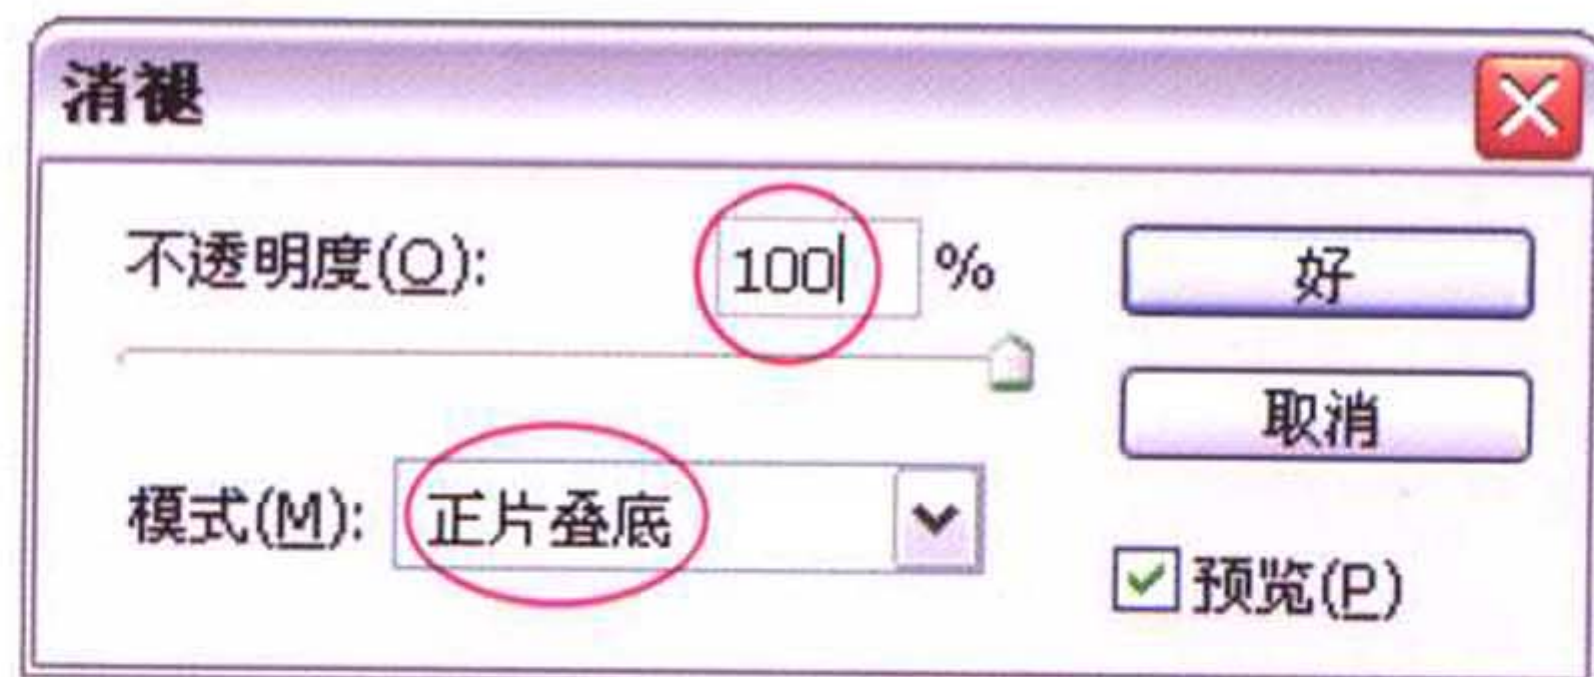 消褪
不透明度(O): 100 %
好
取消
模式(M): 正片叠底
预览(P)